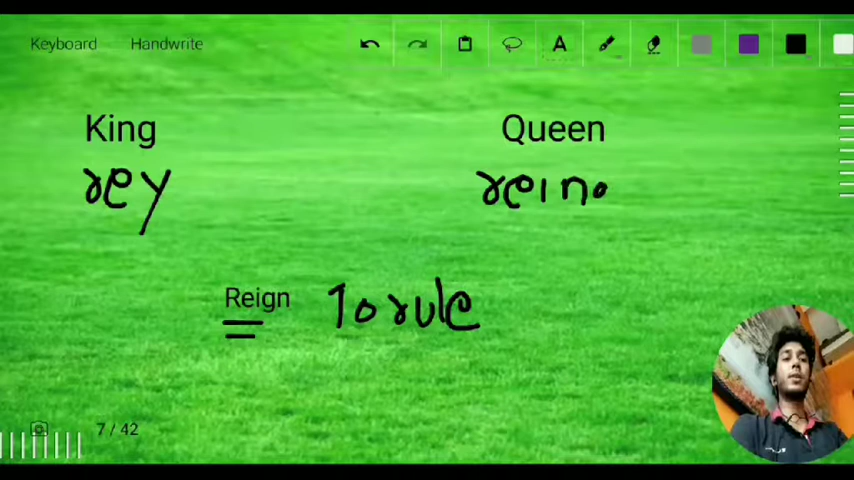 Keyboard Handwrite
A
King Queen
rey reina
Reign To rule
7 / 42